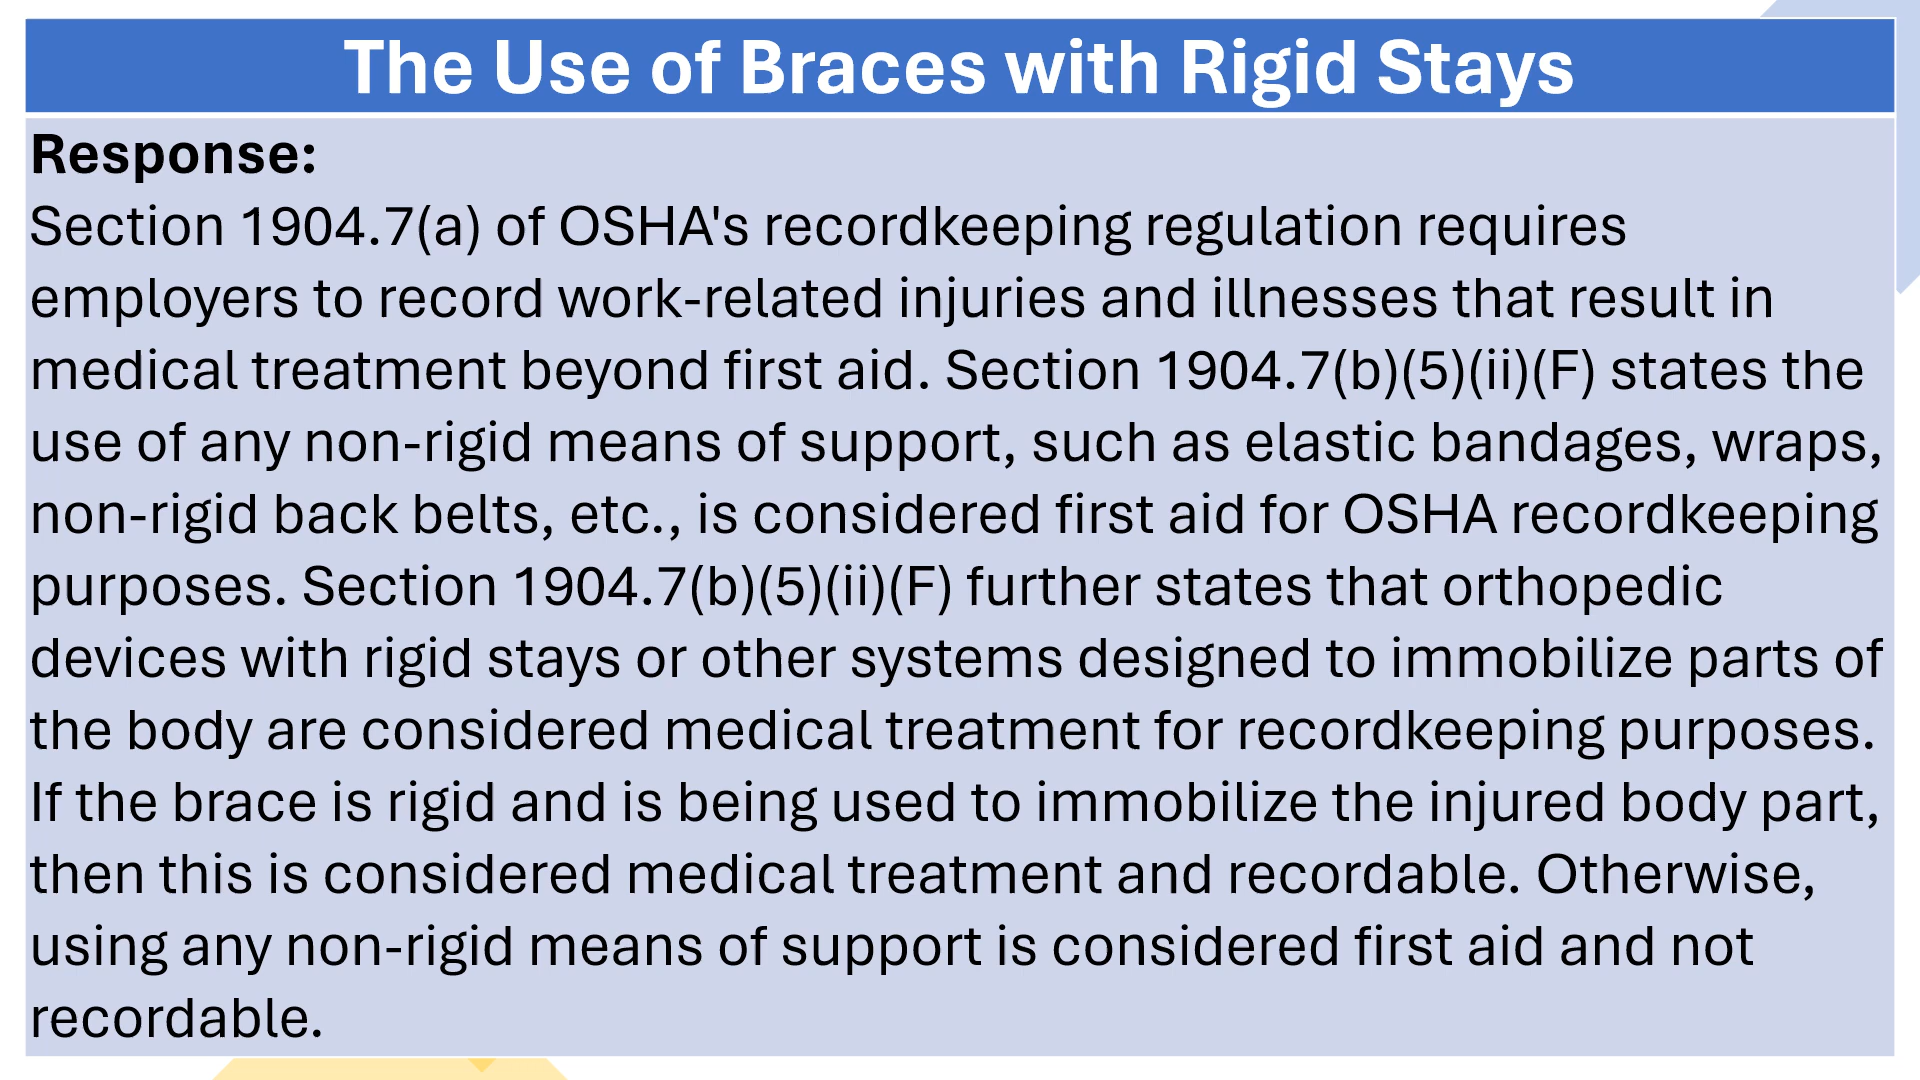 The Use of Braces with Rigid Stays
Response:
Section 1904.7(a) of OSHA's recordkeeping regulation requires
employers to record work-related injuries and illnesses that result in
medical treatment beyond first aid. Section 1904.7(b)(5)(ii)(F) states the
use of any non-rigid means of support, such as elastic bandages, wraps,
non-rigid back belts, etc., is considered first aid for OSHA recordkeeping
purposes. Section 1904.7(b)(5)(ii)(F) further states that orthopedic
devices with rigid stays or other systems designed to immobilize parts of
the body are considered medical treatment for recordkeeping purposes.
If the brace is rigid and is being used to immobilize the injured body part,
then this is considered medical treatment and recordable. Otherwise,
using any non-rigid means of support is considered first aid and not
recordable.